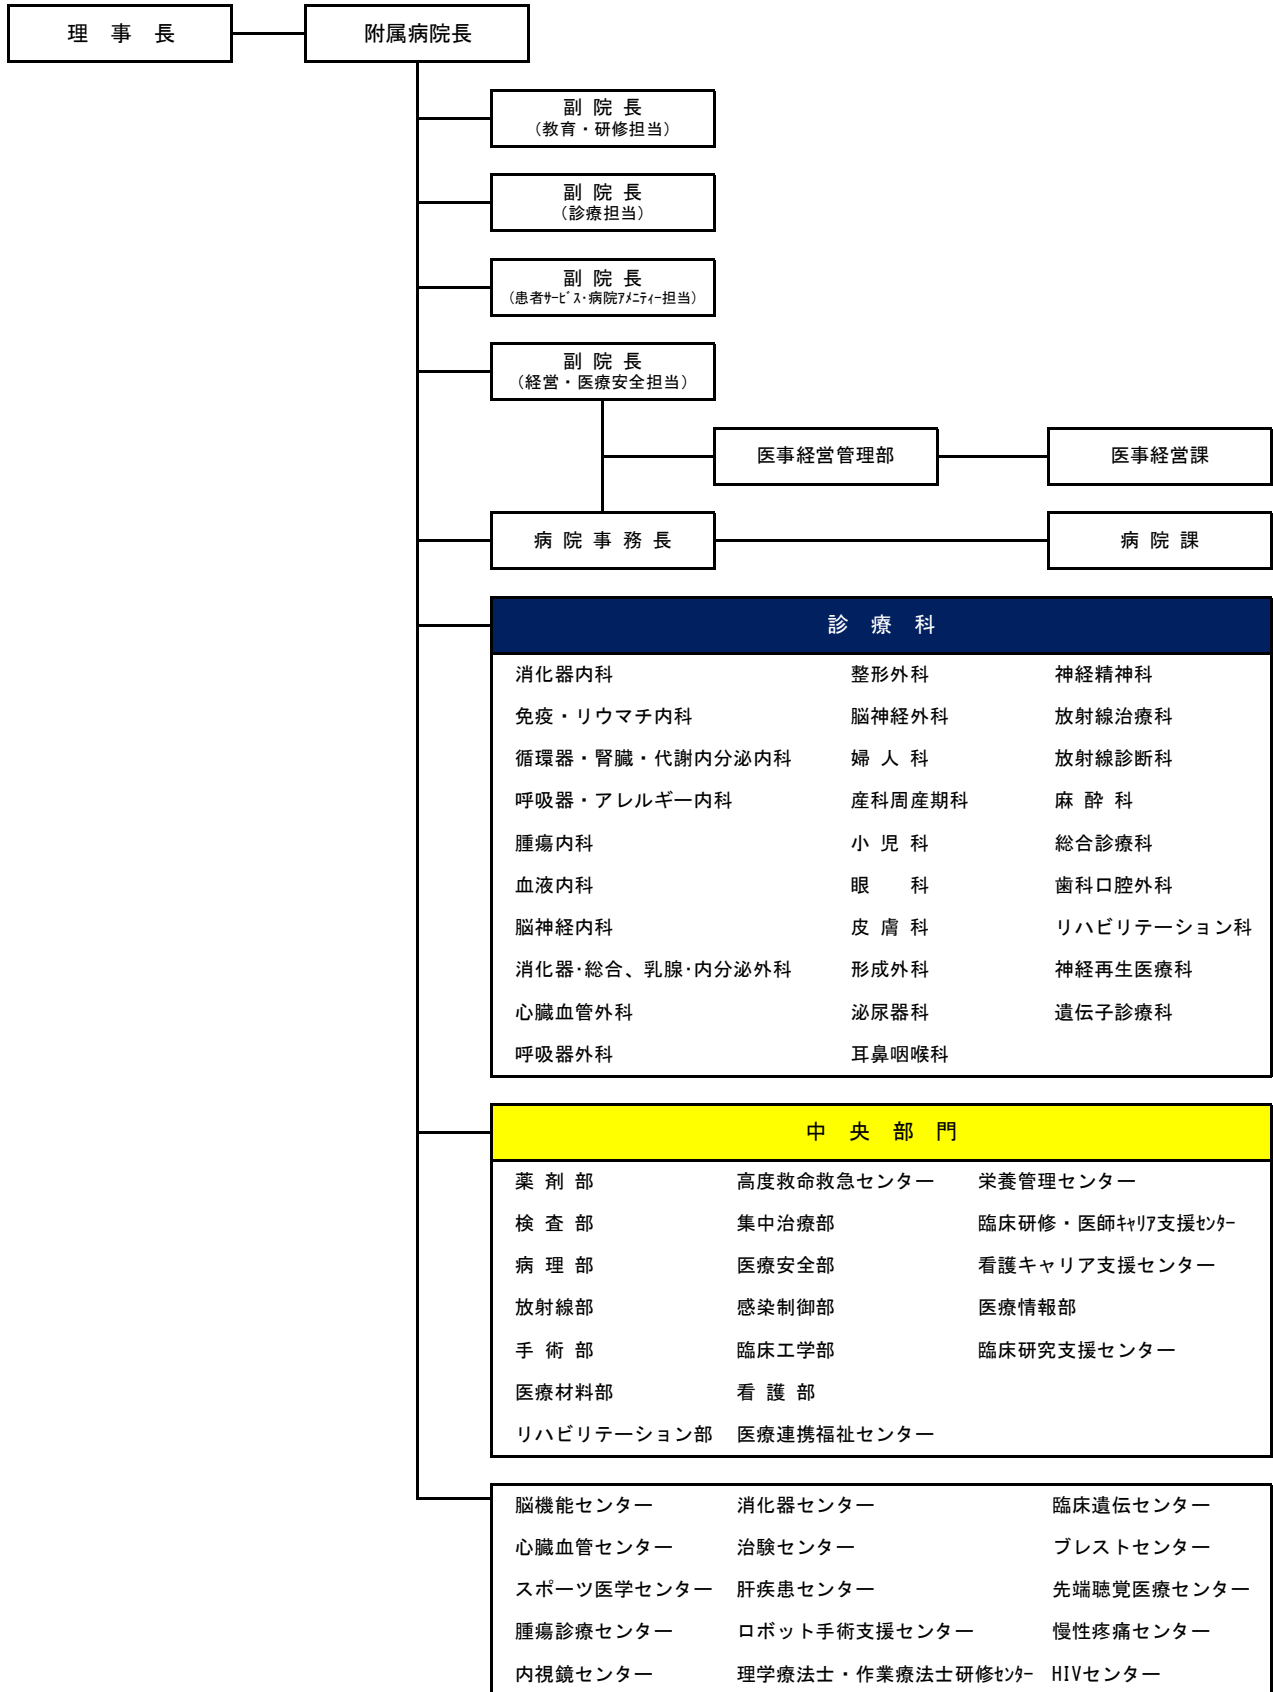 理 事 長
附属病院長
副 院 長
（教育・研修担当）
副 院 長
（診療担当）
副 院 長
（患者ｻｰﾋﾞｽ・病院ｱﾒﾆﾃｨｰ担当）
副 院 長
（経営・医療安全担当）
医事経営管理部
医事経営課
病 院 事 務 長
病 院 課
診 療 科
消化器内科 整形外科 神経精神科
免疫・リウマチ内科 脳神経外科 放射線治療科
循環器・腎臓・代謝内分泌内科 婦 人 科 放射線診断科
呼吸器・アレルギー内科 産科周産期科 麻 酔 科
腫瘍内科 小 児 科 総合診療科
血液内科 眼 科 歯科口腔外科
脳神経内科 皮 膚 科 リハビリテーション科
消化器･総合、乳腺･内分泌外科 形成外科 神経再生医療科
心臓血管外科 泌尿器科 遺伝子診療科
呼吸器外科 耳鼻咽喉科
中 央 部 門
薬 剤 部 高度救命救急センター 栄養管理センター
検 査 部 集中治療部 臨床研修・医師ｷｬﾘｱ支援ｾﾝﾀｰ
病 理 部 医療安全部 看護キャリア支援センター
放射線部 感染制御部 医療情報部
手 術 部 臨床工学部 臨床研究支援センター
医療材料部 看 護 部
リハビリテーション部 医療連携福祉センター
脳機能センター 消化器センター 臨床遺伝センター
心臓血管センター 治験センター ブレストセンター
スポーツ医学センター 肝疾患センター 先端聴覚医療センター
腫瘍診療センター ロボット手術支援センター 慢性疼痛センター
内視鏡センター 理学療法士・作業療法士研修ｾﾝﾀｰ HIVセンター